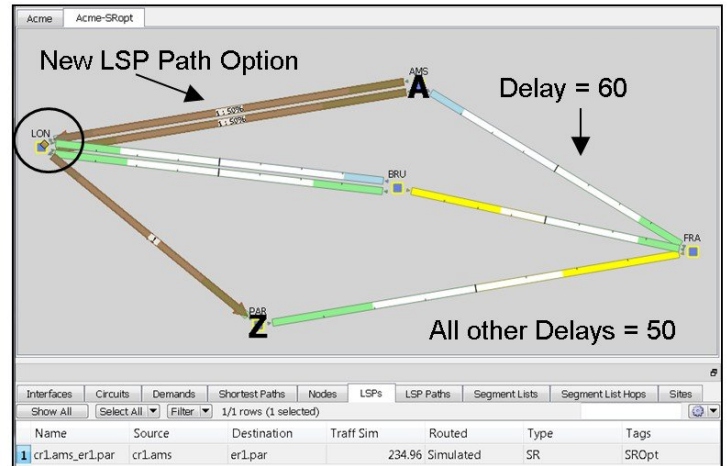 Acme Acme-SRopt
New LSP Path Option
AMS
A
Delay = 60
1 : 50%
1 : 50%
LON
BRU
FRA
PAR
Z
All other Delays = 50
Interfaces Circuits Demands Shortest Paths Nodes LSPs LSP Paths Segment Lists Segment List Hops Sites
Show All Select All Filter 1/1 rows (1 selected)
Name Source Destination Traff Sim Routed Type Tags
1 cr1.ams_er1.par cr1.ams er1.par 234.96 Simulated SR SROpt